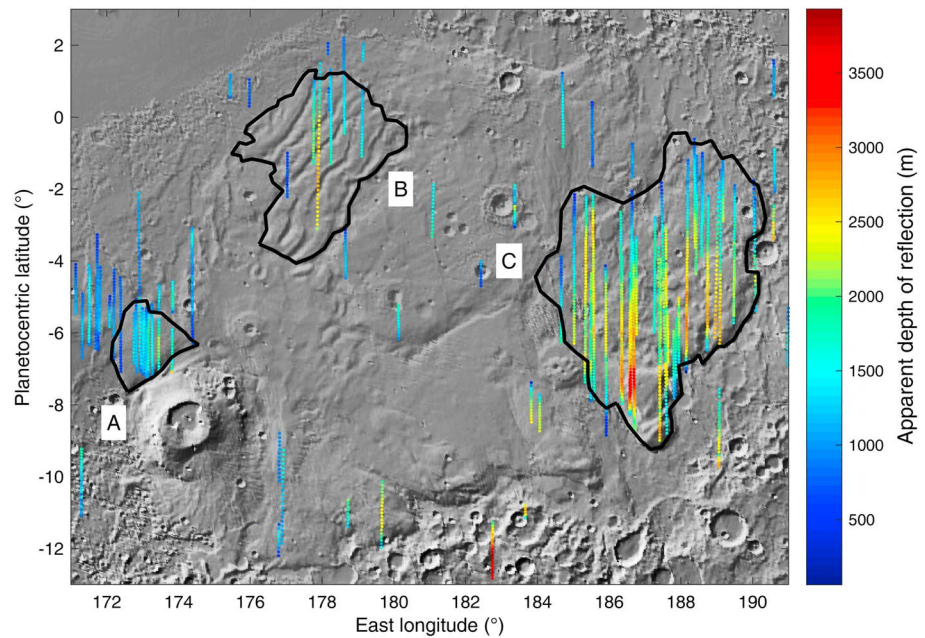 2
0
-2
-4
-6
-8
-10
-12
Planetocentric latitude (°)
172 174 176 178 180 182 184 186 188 190
East longitude (°)
A
B
C
3500
3000
2500
2000
1500
1000
500
Apparent depth of reflection (m)